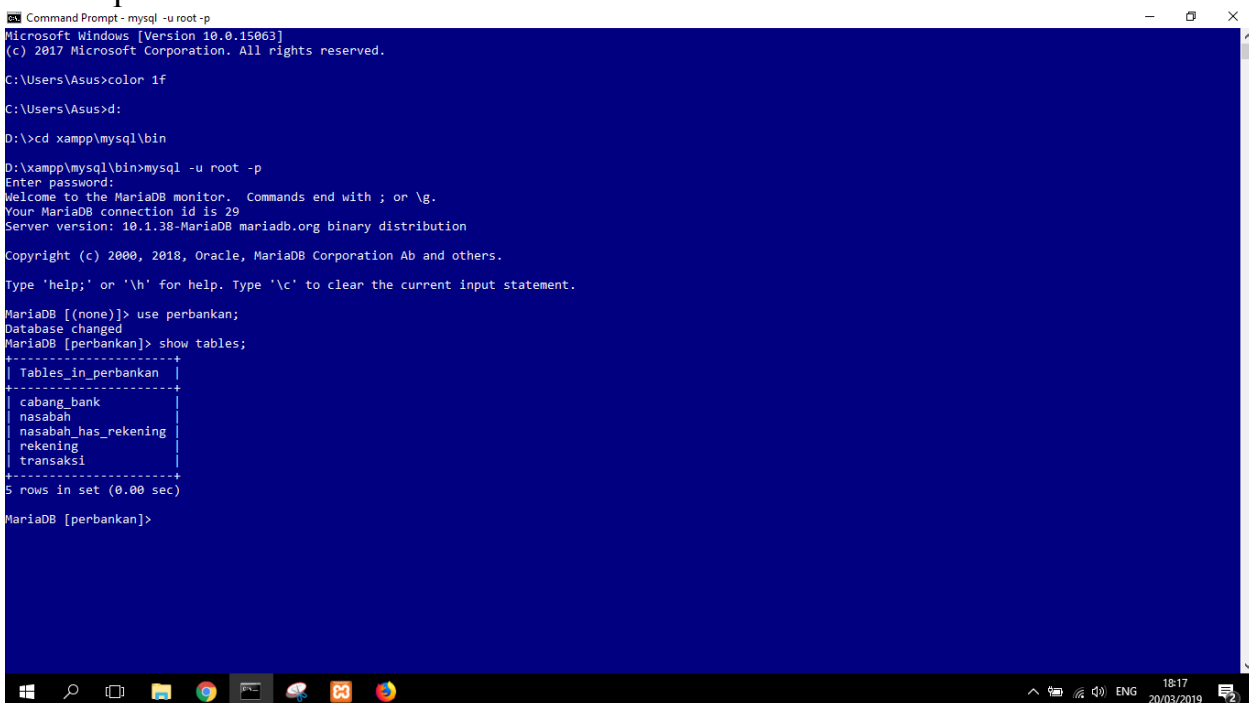 Command Prompt - mysql -u root -p
Microsoft Windows [Version 10.0.15063]
(c) 2017 Microsoft Corporation. All rights reserved.
C:\Users\Asus>color 1f
C:\Users\Asus>d:
D:\>cd xampp\mysql\bin
D:\xampp\mysql\bin>mysql -u root -p
Enter password:
Welcome to the MariaDB monitor.  Commands end with ; or \g.
Your MariaDB connection id is 29
Server version: 10.1.38-MariaDB mariadb.org binary distribution
Copyright (c) 2000, 2018, Oracle, MariaDB Corporation Ab and others.
Type 'help;' or '\h' for help. Type '\c' to clear the current input statement.
MariaDB [(none)]> use perbankan;
Database changed
MariaDB [perbankan]> show tables;
+----------------------+
| Tables_in_perbankan  |
+----------------------+
| cabang_bank          |
| nasabah              |
| nasabah_has_rekening |
| rekening             |
| transaksi            |
+----------------------+
5 rows in set (0.00 sec)
MariaDB [perbankan]>
ENG
18:17
20/03/2019
2